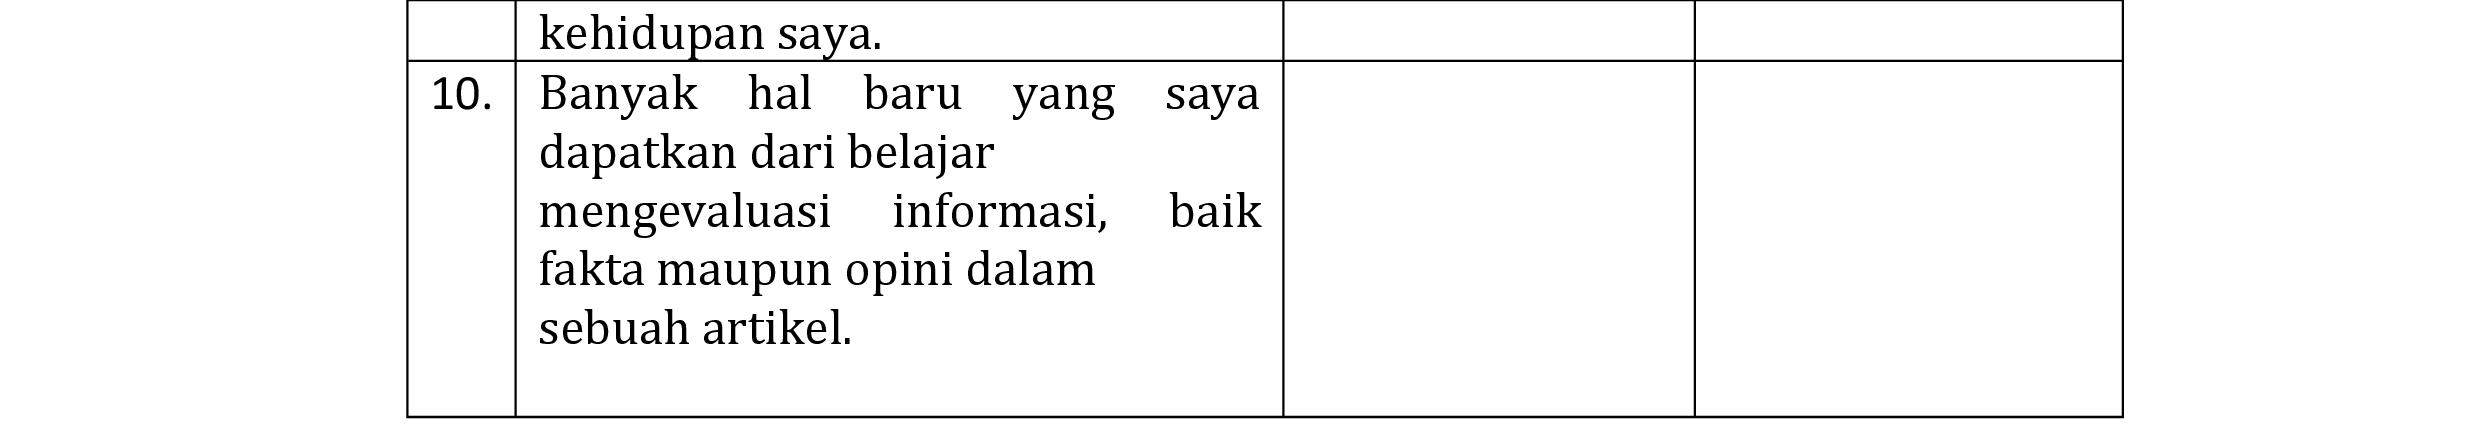 kehidupan saya.
10. Banyak hal baru yang saya
dapatkan dari belajar
mengevaluasi informasi, baik
fakta maupun opini dalam
sebuah artikel.